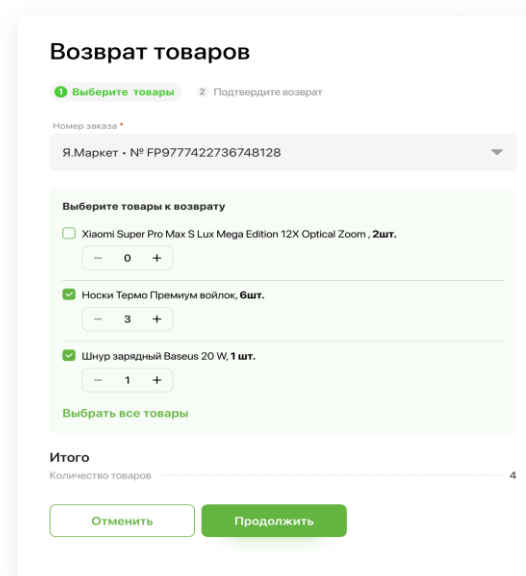 Возврат товаров
1 Выберите товары 2 Подтвердите возврат
Номер заказа *
Я.Маркет • № FP9777422736748128
Выберите товары к возврату
Xiaomi Super Pro Max S Lux Mega Edition 12X Optical Zoom , 2шт.
− 0 +
Носки Термо Премиум войлок, 6шт.
− 3 +
Шнур зарядный Baseus 20 W, 1 шт.
− 1 +
Выбрать все товары
Итого
Количество товаров 4
Отменить Продолжить